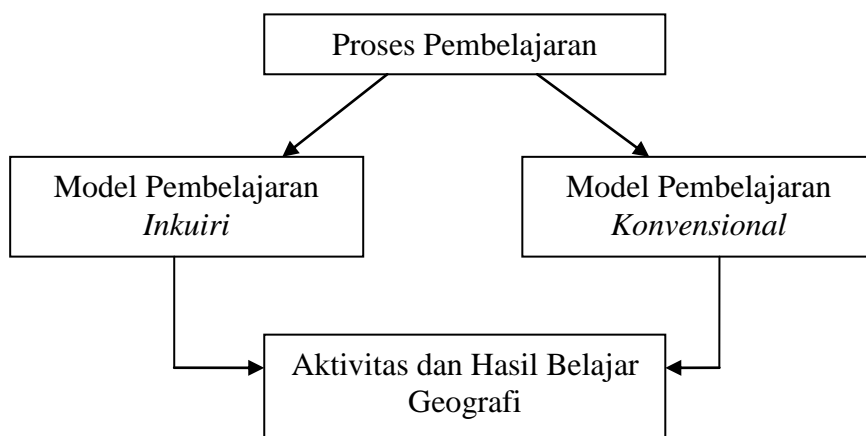 Proses Pembelajaran
Model Pembelajaran
Inkuiri
Model Pembelajaran
Konvensional
Aktivitas dan Hasil Belajar
Geografi